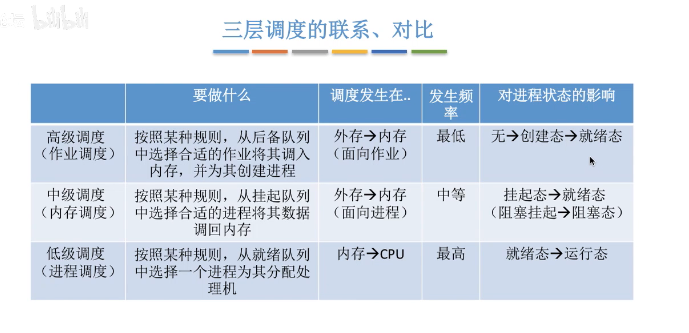 bilibili
三层调度的联系、对比
要做什么
调度发生在..
发生频
率
对进程状态的影响
高级调度
（作业调度）
按照某种规则，从后备队列
中选择合适的作业将其调入
内存，并为其创建进程
外存→内存
（面向作业）
最低
无→创建态→就绪态
中级调度
（内存调度）
按照某种规则，从挂起队列
中选择合适的进程将其数据
调回内存
外存→内存
（面向进程）
中等
挂起态→就绪态
（阻塞挂起→阻塞态）
低级调度
（进程调度）
按照某种规则，从就绪队列
中选择一个进程为其分配处
理机
内存→CPU
最高
就绪态→运行态